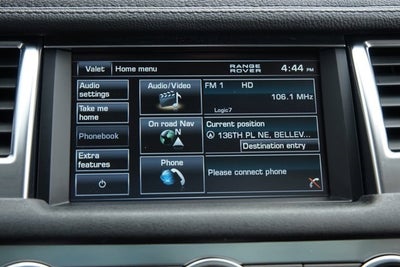 Valet
Home menu
RANGE
ROVER
4:44 PM
Audio
settings
Take me
home
Phonebook
Extra
features
Audio/Video
On road Nav
N
Phone
FM 1 HD
106.1 MHz
Logic7
Current position
136TH PL NE, BELLEV...
Destination entry
Please connect phone